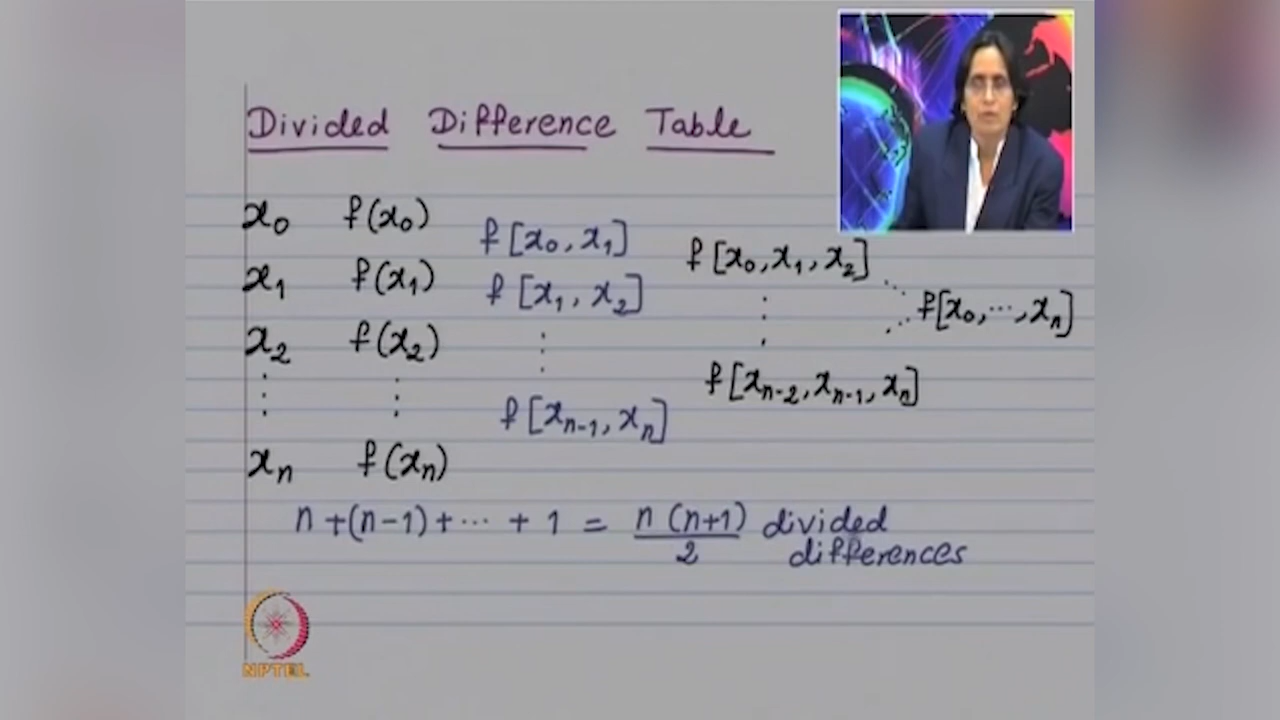 Divided Difference Table
x₀ f(x₀)
f[x₀, x₁]
f[x₀, x₁, x₂]
x₁ f(x₁)
f[x₁, x₂]
f[x₀, ⋯, xₙ]
x₂ f(x₂)
⋮ ⋮ ⋮ ⋮
f[xₙ₋₂, xₙ₋₁, xₙ]
f[xₙ₋₁, xₙ]
xₙ f(xₙ)
n + (n-1) + ⋯ + 1 = n (n+1) / 2 divided
differences
NPTEL